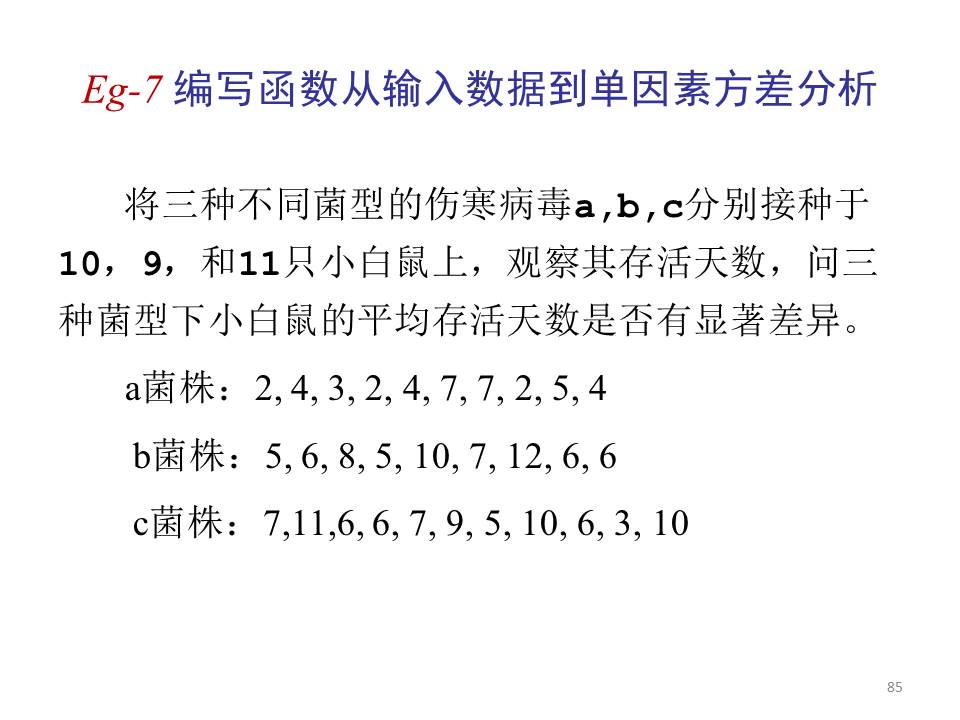 Eg-7 编写函数从输入数据到单因素方差分析
将三种不同菌型的伤寒病毒a,b,c分别接种于
10，9，和11只小白鼠上，观察其存活天数，问三
种菌型下小白鼠的平均存活天数是否有显著差异。
a菌株：2, 4, 3, 2, 4, 7, 7, 2, 5, 4
b菌株：5, 6, 8, 5, 10, 7, 12, 6, 6
c菌株：7,11,6, 6, 7, 9, 5, 10, 6, 3, 10
85